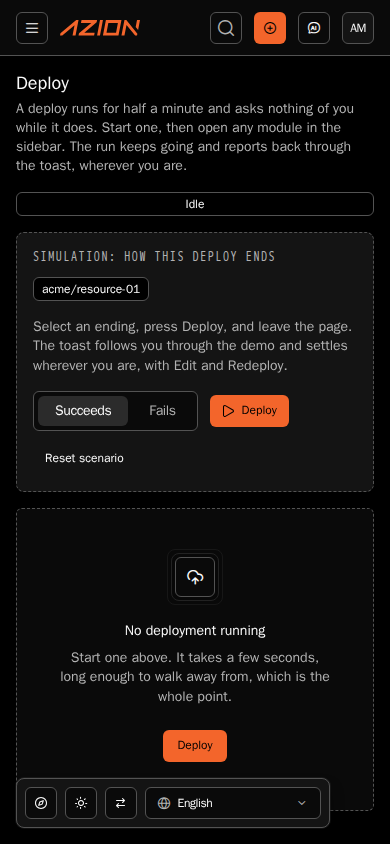 AZION
AI
AM
Deploy
A deploy runs for half a minute and asks nothing of you
while it does. Start one, then open any module in the
sidebar. The run keeps going and reports back through
the toast, wherever you are.
Idle
SIMULATION: HOW THIS DEPLOY ENDS
acme/resource-01
Select an ending, press Deploy, and leave the page.
The toast follows you through the demo and settles
wherever you are, with Edit and Redeploy.
Succeeds
Fails
Deploy
Reset scenario
No deployment running
Start one above. It takes a few seconds,
long enough to walk away from, which is the
whole point.
Deploy
English